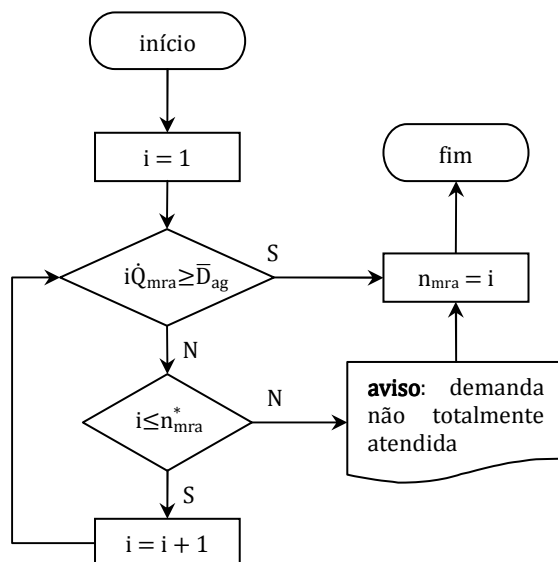 início
i = 1
fim
iQ̇mra≥D̅ag
S
nmra = i
N
i≤n*mra
N
aviso: demanda
não totalmente
atendida
S
i = i + 1